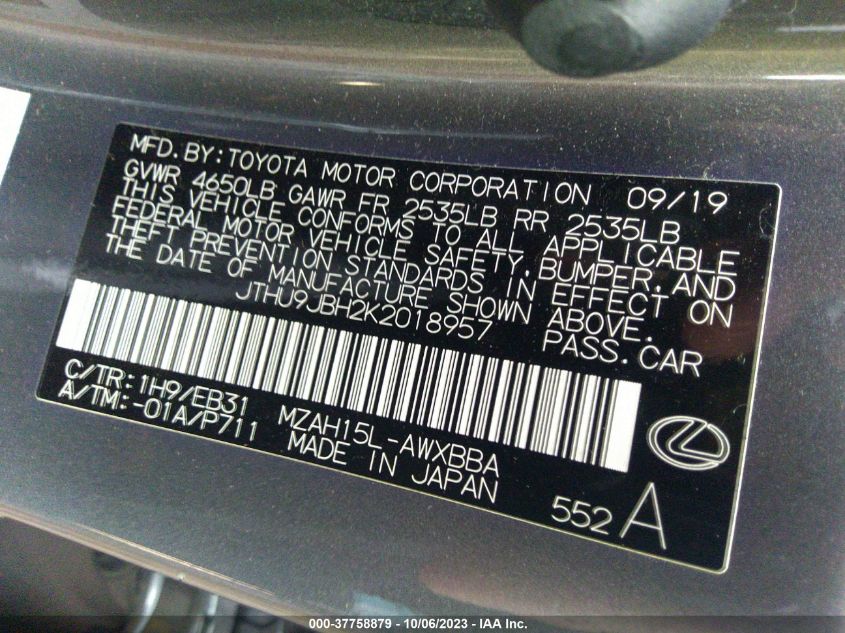 MFD.BY:TOYOTA MOTOR CORPORATION 09/19
GVWR 4650LB GAWR FR 2535LB RR 2535LB
THIS VEHICLE CONFORMS TO ALL APPLICABLE
FEDERAL MOTOR VEHICLE SAFETY,BUMPER,AND
THEFT PREVENTION STANDARDS IN EFFECT ON
THE DATE OF MANUFACTURE SHOWN ABOVE.
JTHU9JBH2K2018957 PASS.CAR
C/TR:1H9/EB31
A/TM:-01A/P711
MZAH15L-AWXBBA
MADE IN JAPAN
552 A
000-37758879 - 10/06/2023 - IAA Inc.